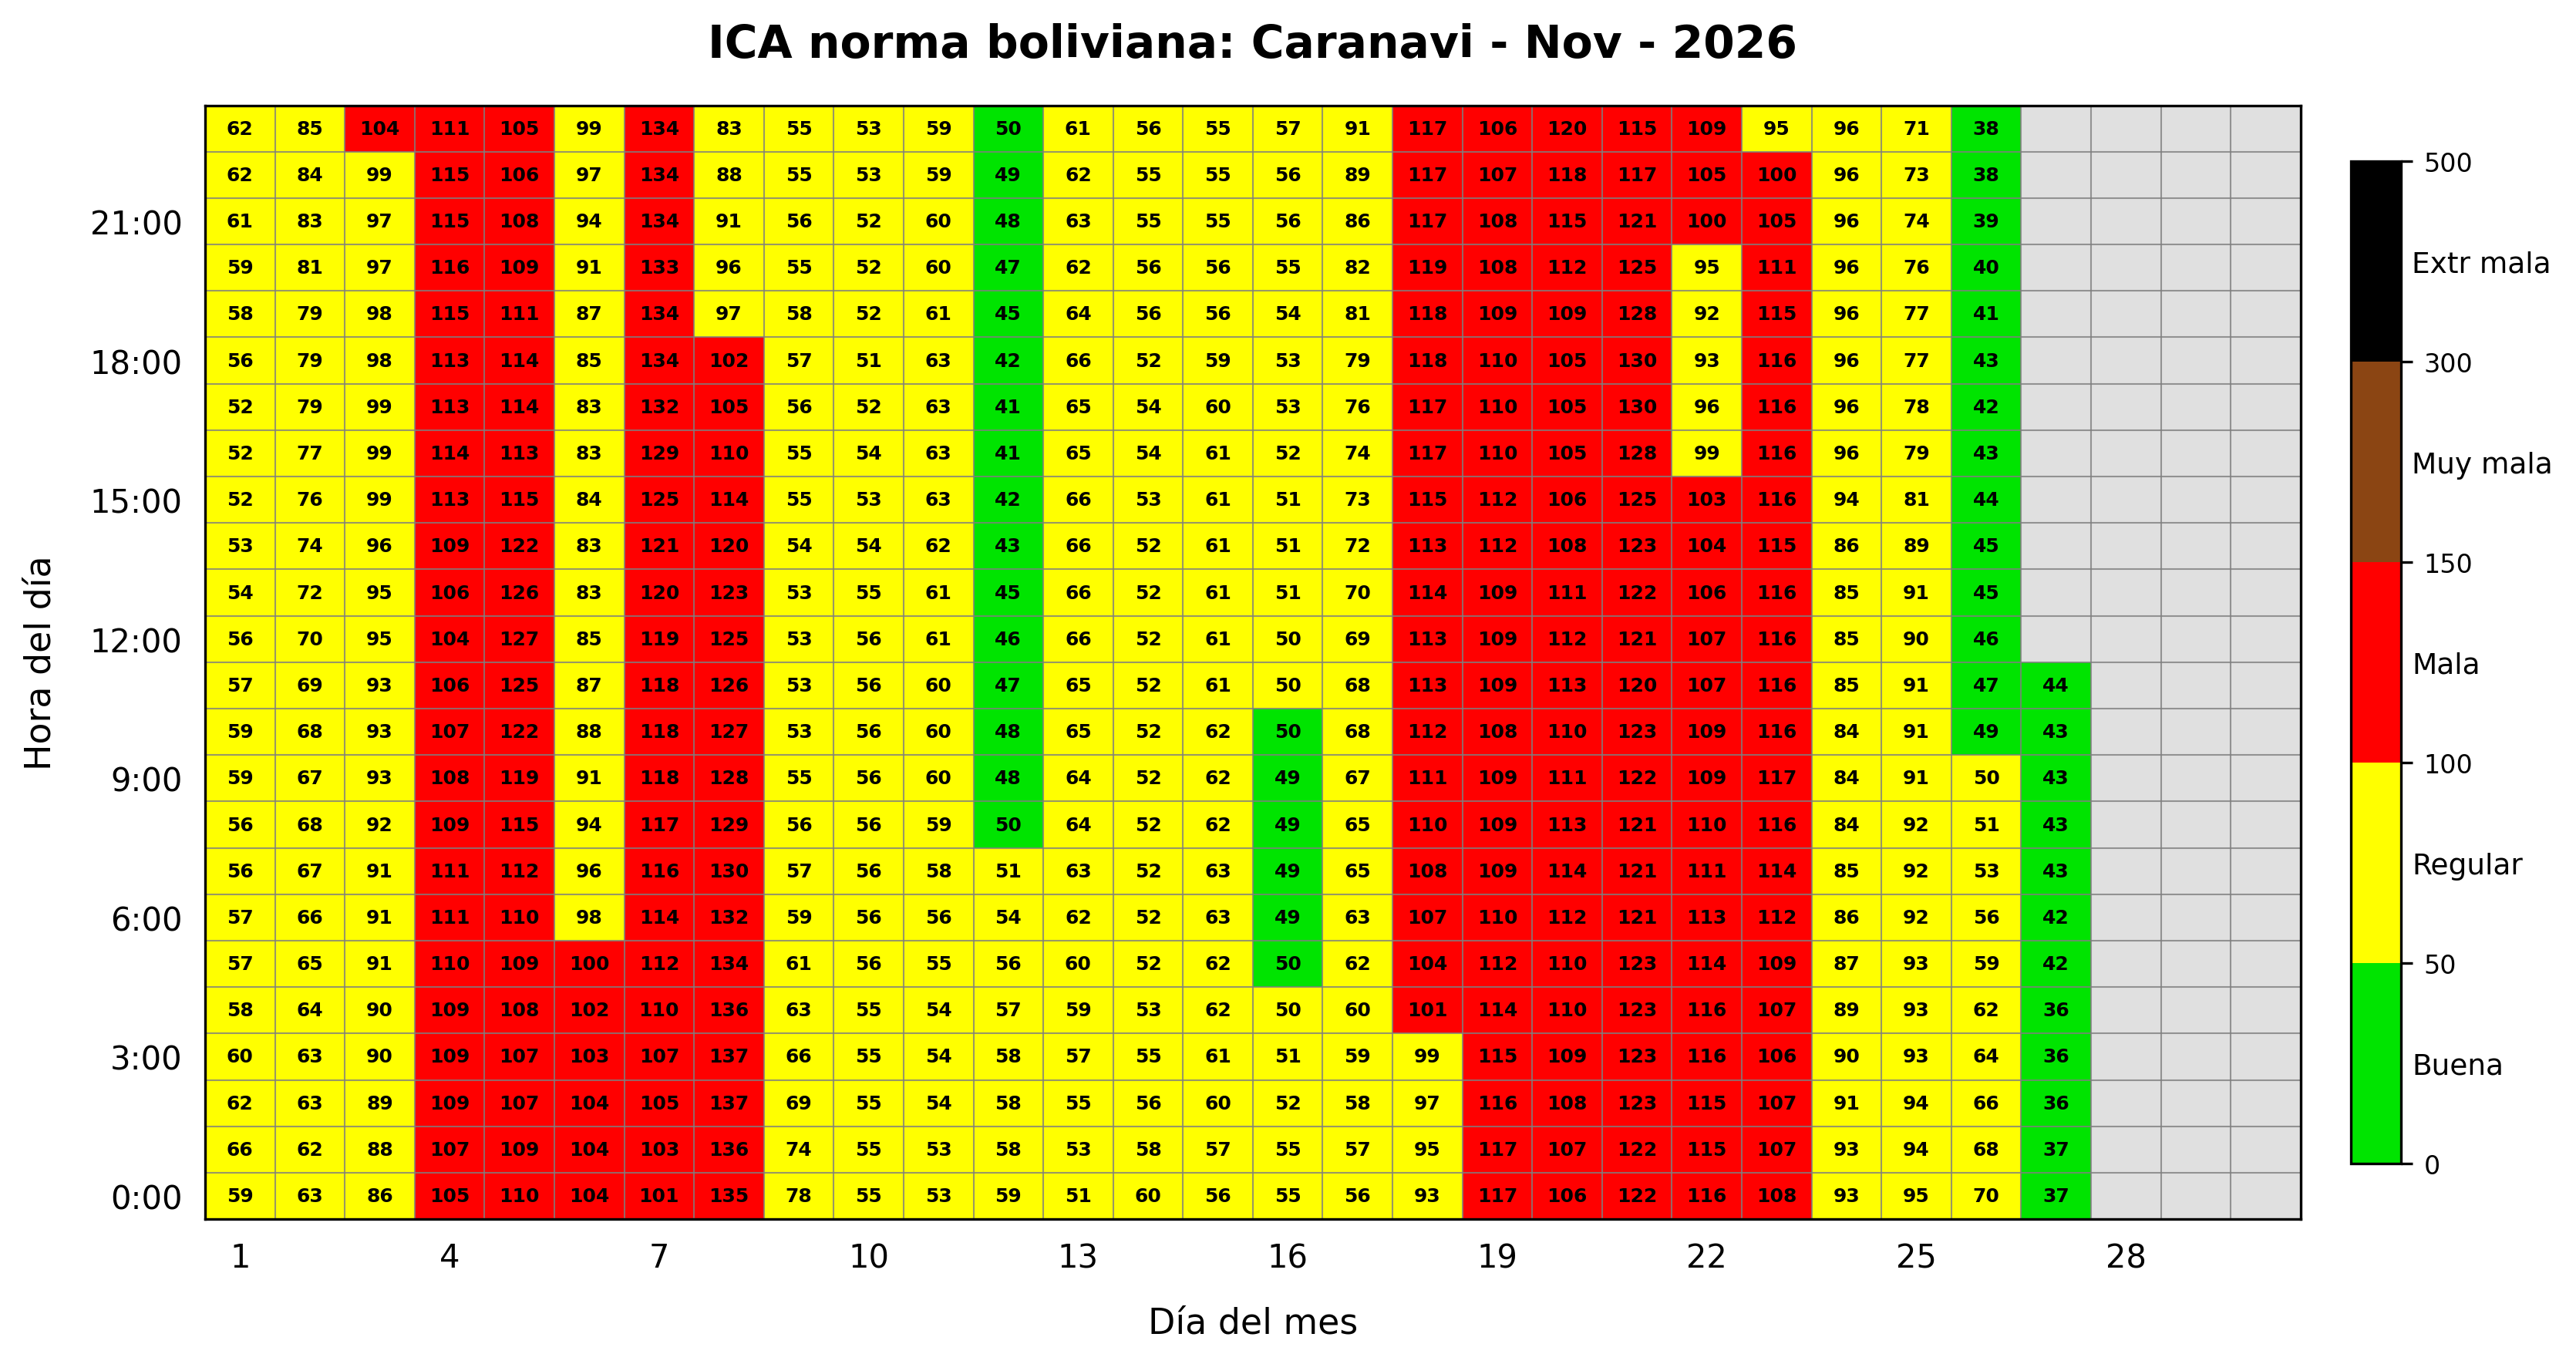 ICA norma boliviana: Caranavi - Nov - 2026
62 85 104 111 105 99 134 83 55 53 59 50 61 56 55 57 91 117 106 120 115 109 95 96 71 38
62 84 99 115 106 97 134 88 55 53 59 49 62 55 55 56 89 117 107 118 117 105 100 96 73 38
21:00 61 83 97 115 108 94 134 91 56 52 60 48 63 55 55 56 86 117 108 115 121 100 105 96 74 39
59 81 97 116 109 91 133 96 55 52 60 47 62 56 56 55 82 119 108 112 125 95 111 96 76 40
58 79 98 115 111 87 134 97 58 52 61 45 64 56 56 54 81 118 109 109 128 92 115 96 77 41
18:00 56 79 98 113 114 85 134 102 57 51 63 42 66 52 59 53 79 118 110 105 130 93 116 96 77 43
52 79 99 113 114 83 132 105 56 52 63 41 65 54 60 53 76 117 110 105 130 96 116 96 78 42
52 77 99 114 113 83 129 110 55 54 63 41 65 54 61 52 74 117 110 105 128 99 116 96 79 43
15:00 52 76 99 113 115 84 125 114 55 53 63 42 66 53 61 51 73 115 112 106 125 103 116 94 81 44
53 74 96 109 122 83 121 120 54 54 62 43 66 52 61 51 72 113 112 108 123 104 115 86 89 45
54 72 95 106 126 83 120 123 53 55 61 45 66 52 61 51 70 114 109 111 122 106 116 85 91 45
12:00 56 70 95 104 127 85 119 125 53 56 61 46 66 52 61 50 69 113 109 112 121 107 116 85 90 46
57 69 93 106 125 87 118 126 53 56 60 47 65 52 61 50 68 113 109 113 120 107 116 85 91 47 44
59 68 93 107 122 88 118 127 53 56 60 48 65 52 62 50 68 112 108 110 123 109 116 84 91 49 43
9:00 59 67 93 108 119 91 118 128 55 56 60 48 64 52 62 49 67 111 109 111 122 109 117 84 91 50 43
56 68 92 109 115 94 117 129 56 56 59 50 64 52 62 49 65 110 109 113 121 110 116 84 92 51 43
56 67 91 111 112 96 116 130 57 56 58 51 63 52 63 49 65 108 109 114 121 111 114 85 92 53 43
6:00 57 66 91 111 110 98 114 132 59 56 56 54 62 52 63 49 63 107 110 112 121 113 112 86 92 56 42
57 65 91 110 109 100 112 134 61 56 55 56 60 52 62 50 62 104 112 110 123 114 109 87 93 59 42
58 64 90 109 108 102 110 136 63 55 54 57 59 53 62 50 60 101 114 110 123 116 107 89 93 62 36
3:00 60 63 90 109 107 103 107 137 66 55 54 58 57 55 61 51 59 99 115 109 123 116 106 90 93 64 36
62 63 89 109 107 104 105 137 69 55 54 58 55 56 60 52 58 97 116 108 123 115 107 91 94 66 36
66 62 88 107 109 104 103 136 74 55 53 58 53 58 57 55 57 95 117 107 122 115 107 93 94 68 37
0:00 59 63 86 105 110 104 101 135 78 55 53 59 51 60 56 55 56 93 117 106 122 116 108 93 95 70 37
1 4 7 10 13 16 19 22 25 28
Día del mes
Hora del día
500
Extr mala
300
Muy mala
150
Mala
100
Regular
50
Buena
0